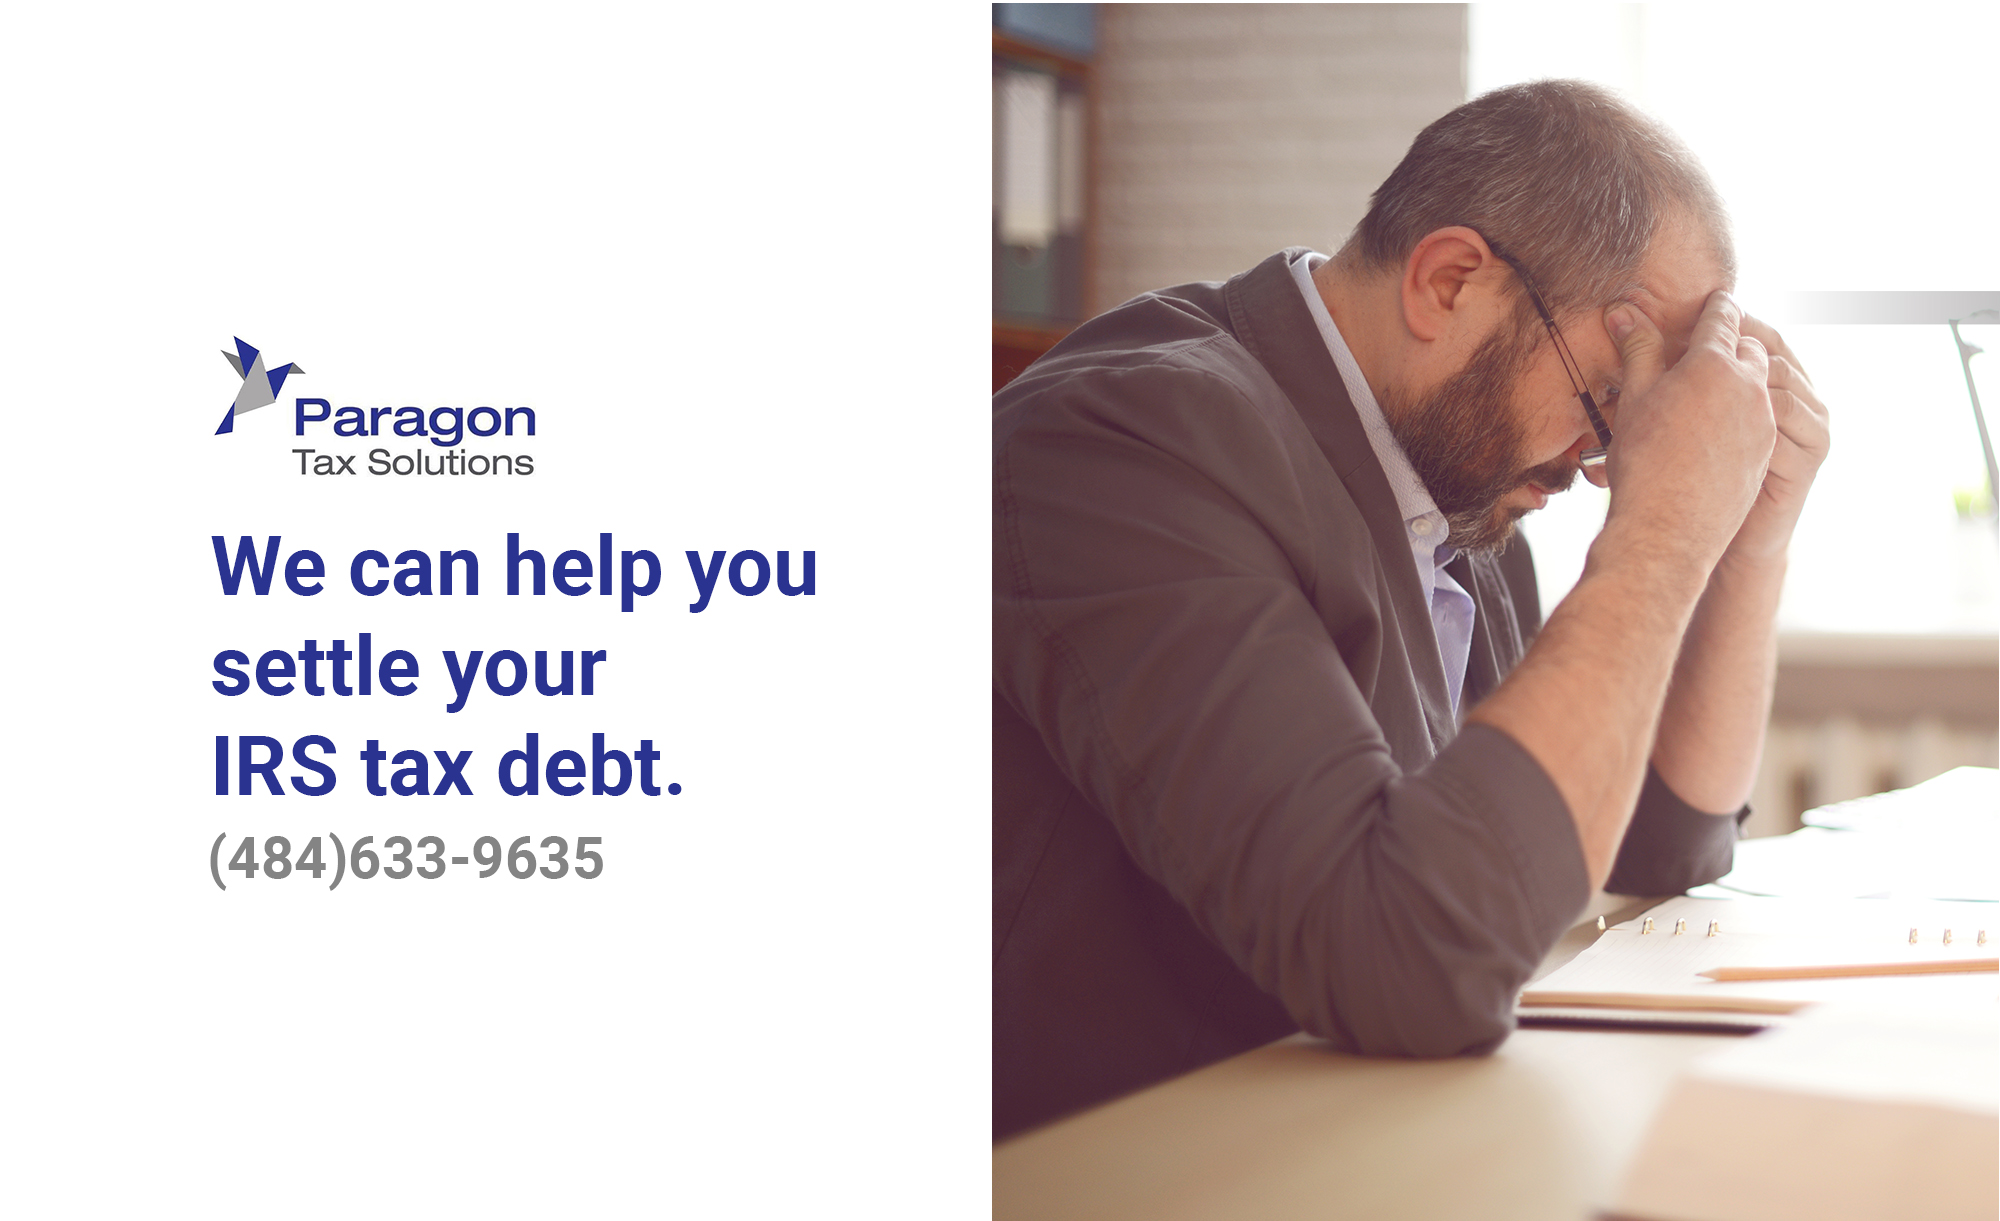 Paragon
Tax Solutions
We can help you
settle your
IRS tax debt.
(484)633-9635